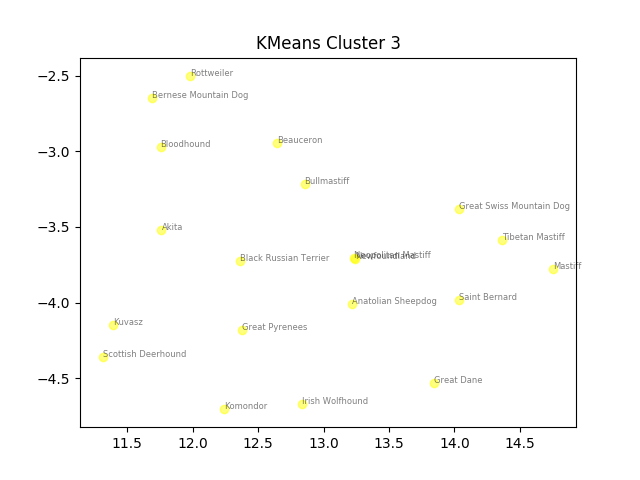 KMeans Cluster 3
−2.5
−3.0
−3.5
−4.0
−4.5
Rottweiler
Bernese Mountain Dog
Bloodhound
Beauceron
Bullmastiff
Great Swiss Mountain Dog
Akita
Tibetan Mastiff
Black Russian Terrier
Neopolitan Mastiff
Newfoundland
Mastiff
Anatolian Sheepdog
Saint Bernard
Kuvasz
Great Pyrenees
Scottish Deerhound
Great Dane
Komondor
Irish Wolfhound
11.5 12.0 12.5 13.0 13.5 14.0 14.5